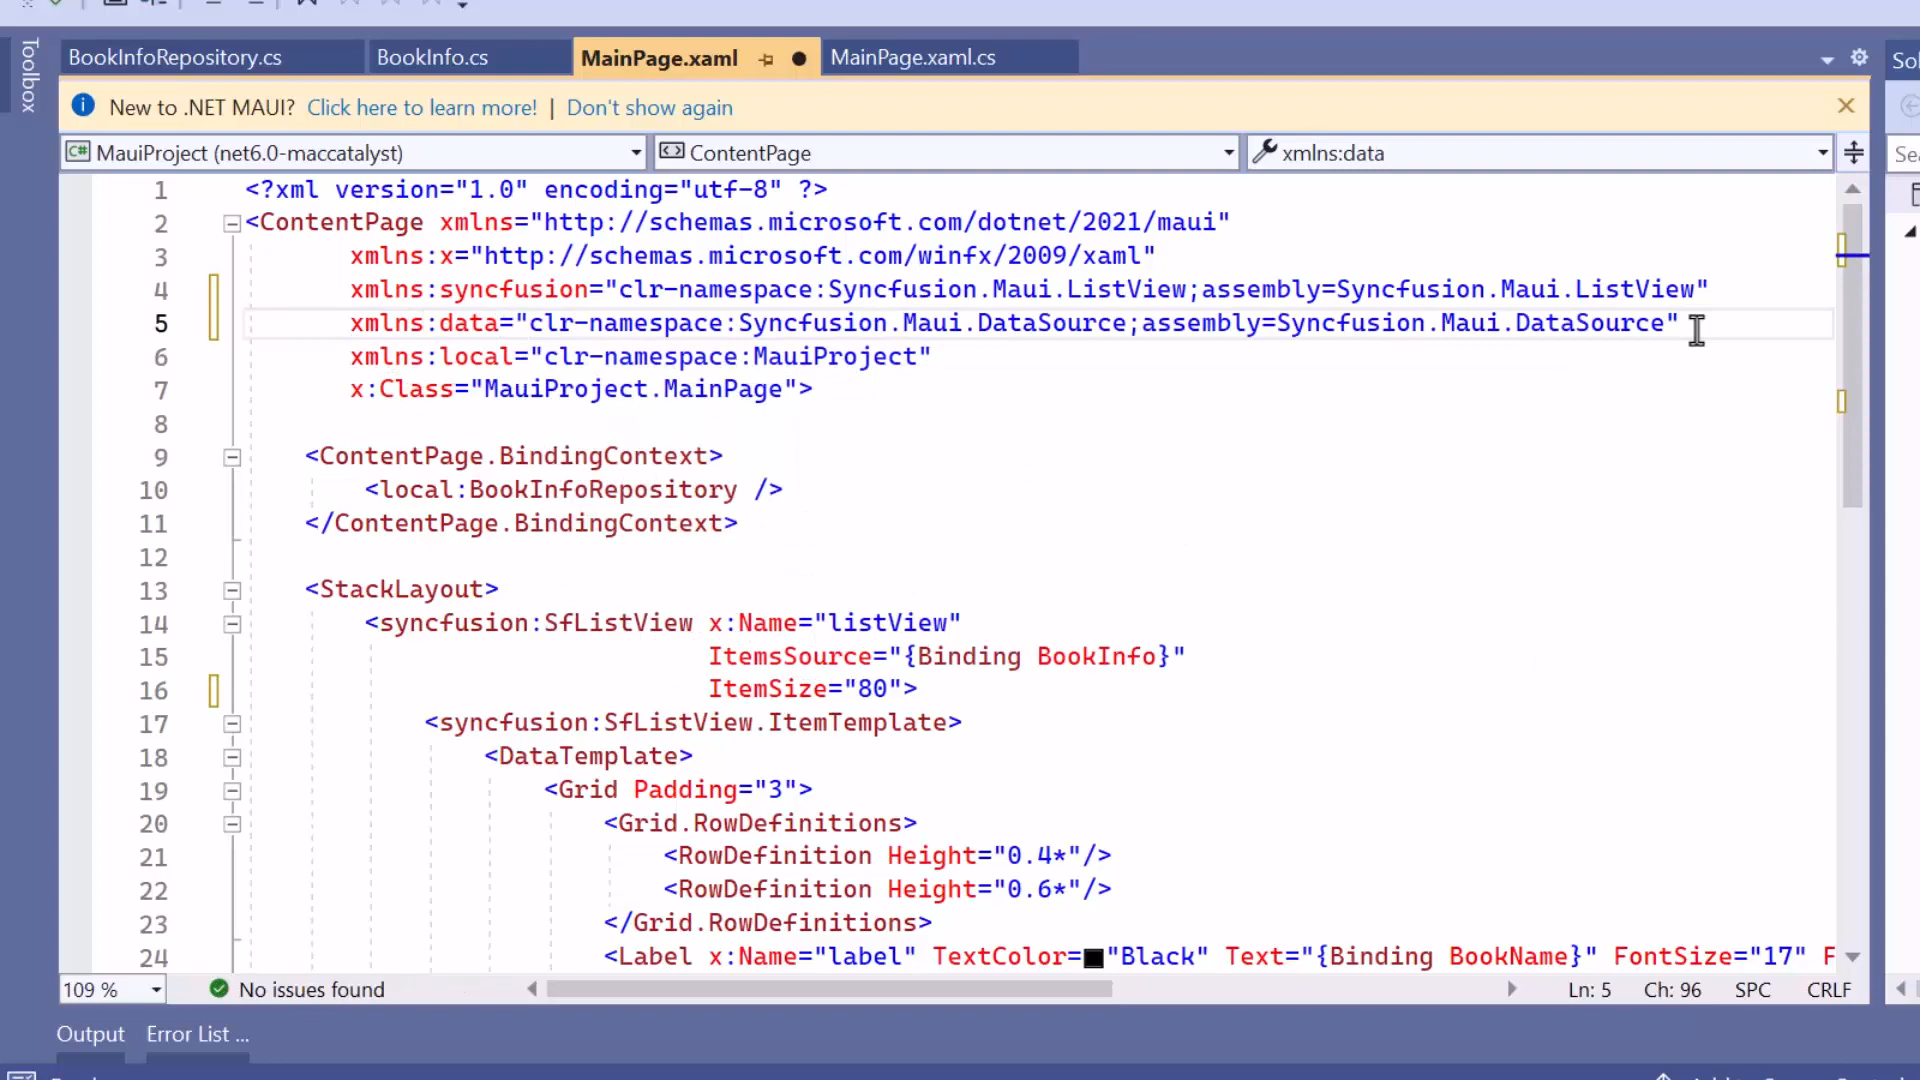 Toolbox
BookInfoRepository.cs
BookInfo.cs
MainPage.xaml
MainPage.xaml.cs
Sol
New to .NET MAUI? Click here to learn more! | Don't show again
C# MauiProject (net6.0-maccatalyst)
ContentPage
xmlns:data
Sea
1 <?xml version="1.0" encoding="utf-8" ?>
2 <ContentPage xmlns="http://schemas.microsoft.com/dotnet/2021/maui"
3 xmlns:x="http://schemas.microsoft.com/winfx/2009/xaml"
4 xmlns:syncfusion="clr-namespace:Syncfusion.Maui.ListView;assembly=Syncfusion.Maui.ListView"
5 xmlns:data="clr-namespace:Syncfusion.Maui.DataSource;assembly=Syncfusion.Maui.DataSource"
6 xmlns:local="clr-namespace:MauiProject"
7 x:Class="MauiProject.MainPage">
8
9 <ContentPage.BindingContext>
10 <local:BookInfoRepository />
11 </ContentPage.BindingContext>
12
13 <StackLayout>
14 <syncfusion:SfListView x:Name="listView"
15 ItemsSource="{Binding BookInfo}"
16 ItemSize="80">
17 <syncfusion:SfListView.ItemTemplate>
18 <DataTemplate>
19 <Grid Padding="3">
20 <Grid.RowDefinitions>
21 <RowDefinition Height="0.4*"/>
22 <RowDefinition Height="0.6*"/>
23 </Grid.RowDefinitions>
24 <Label x:Name="label" TextColor="Black" Text="{Binding BookName}" FontSize="17" F
109 %
No issues found
Ln: 5 Ch: 96 SPC CRLF
Output
Error List ...